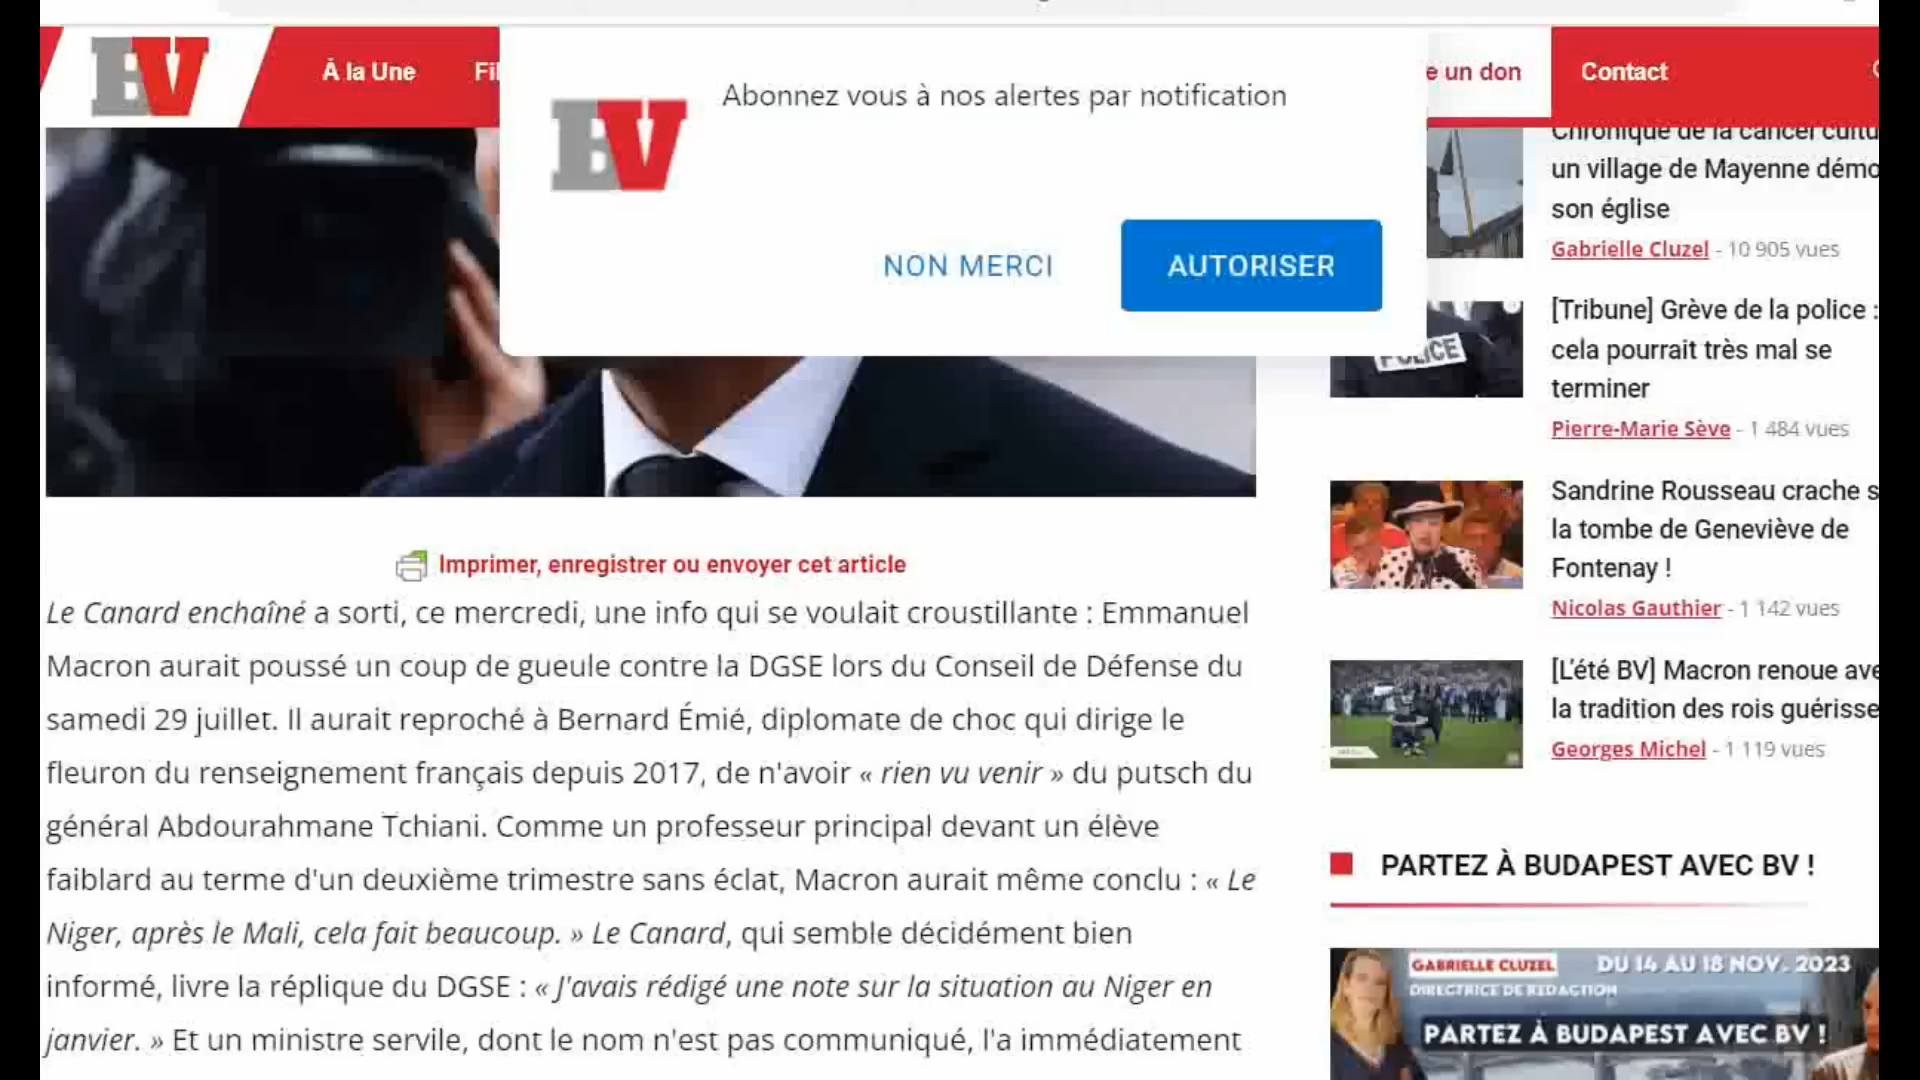 BV
À la Une
Fil
e un don
Contact
BV
Abonnez vous à nos alertes par notification
NON MERCI
AUTORISER
Imprimer, enregistrer ou envoyer cet article
Le Canard enchaîné a sorti, ce mercredi, une info qui se voulait croustillante : Emmanuel
Macron aurait poussé un coup de gueule contre la DGSE lors du Conseil de Défense du
samedi 29 juillet. Il aurait reproché à Bernard Émié, diplomate de choc qui dirige le
fleuron du renseignement français depuis 2017, de n'avoir « rien vu venir » du putsch du
général Abdourahmane Tchiani. Comme un professeur principal devant un élève
faiblard au terme d'un deuxième trimestre sans éclat, Macron aurait même conclu : « Le
Niger, après le Mali, cela fait beaucoup. » Le Canard, qui semble décidément bien
informé, livre la réplique du DGSE : « J'avais rédigé une note sur la situation au Niger en
janvier. » Et un ministre servile, dont le nom n'est pas communiqué, l'a immédiatement
Chronique de la cancel cultu
un village de Mayenne démo
son église
Gabrielle Cluzel - 10 905 vues
POLICE
[Tribune] Grève de la police :
cela pourrait très mal se
terminer
Pierre-Marie Sève - 1 484 vues
Sandrine Rousseau crache s
la tombe de Geneviève de
Fontenay !
Nicolas Gauthier - 1 142 vues
[L'été BV] Macron renoue ave
la tradition des rois guérisse
Georges Michel - 1 119 vues
PARTEZ À BUDAPEST AVEC BV !
GABRIELLE CLUZEL
DIRECTRICE DE REDACTION
DU 14 AU 18 NOV. 2023
PARTEZ À BUDAPEST AVEC BV !